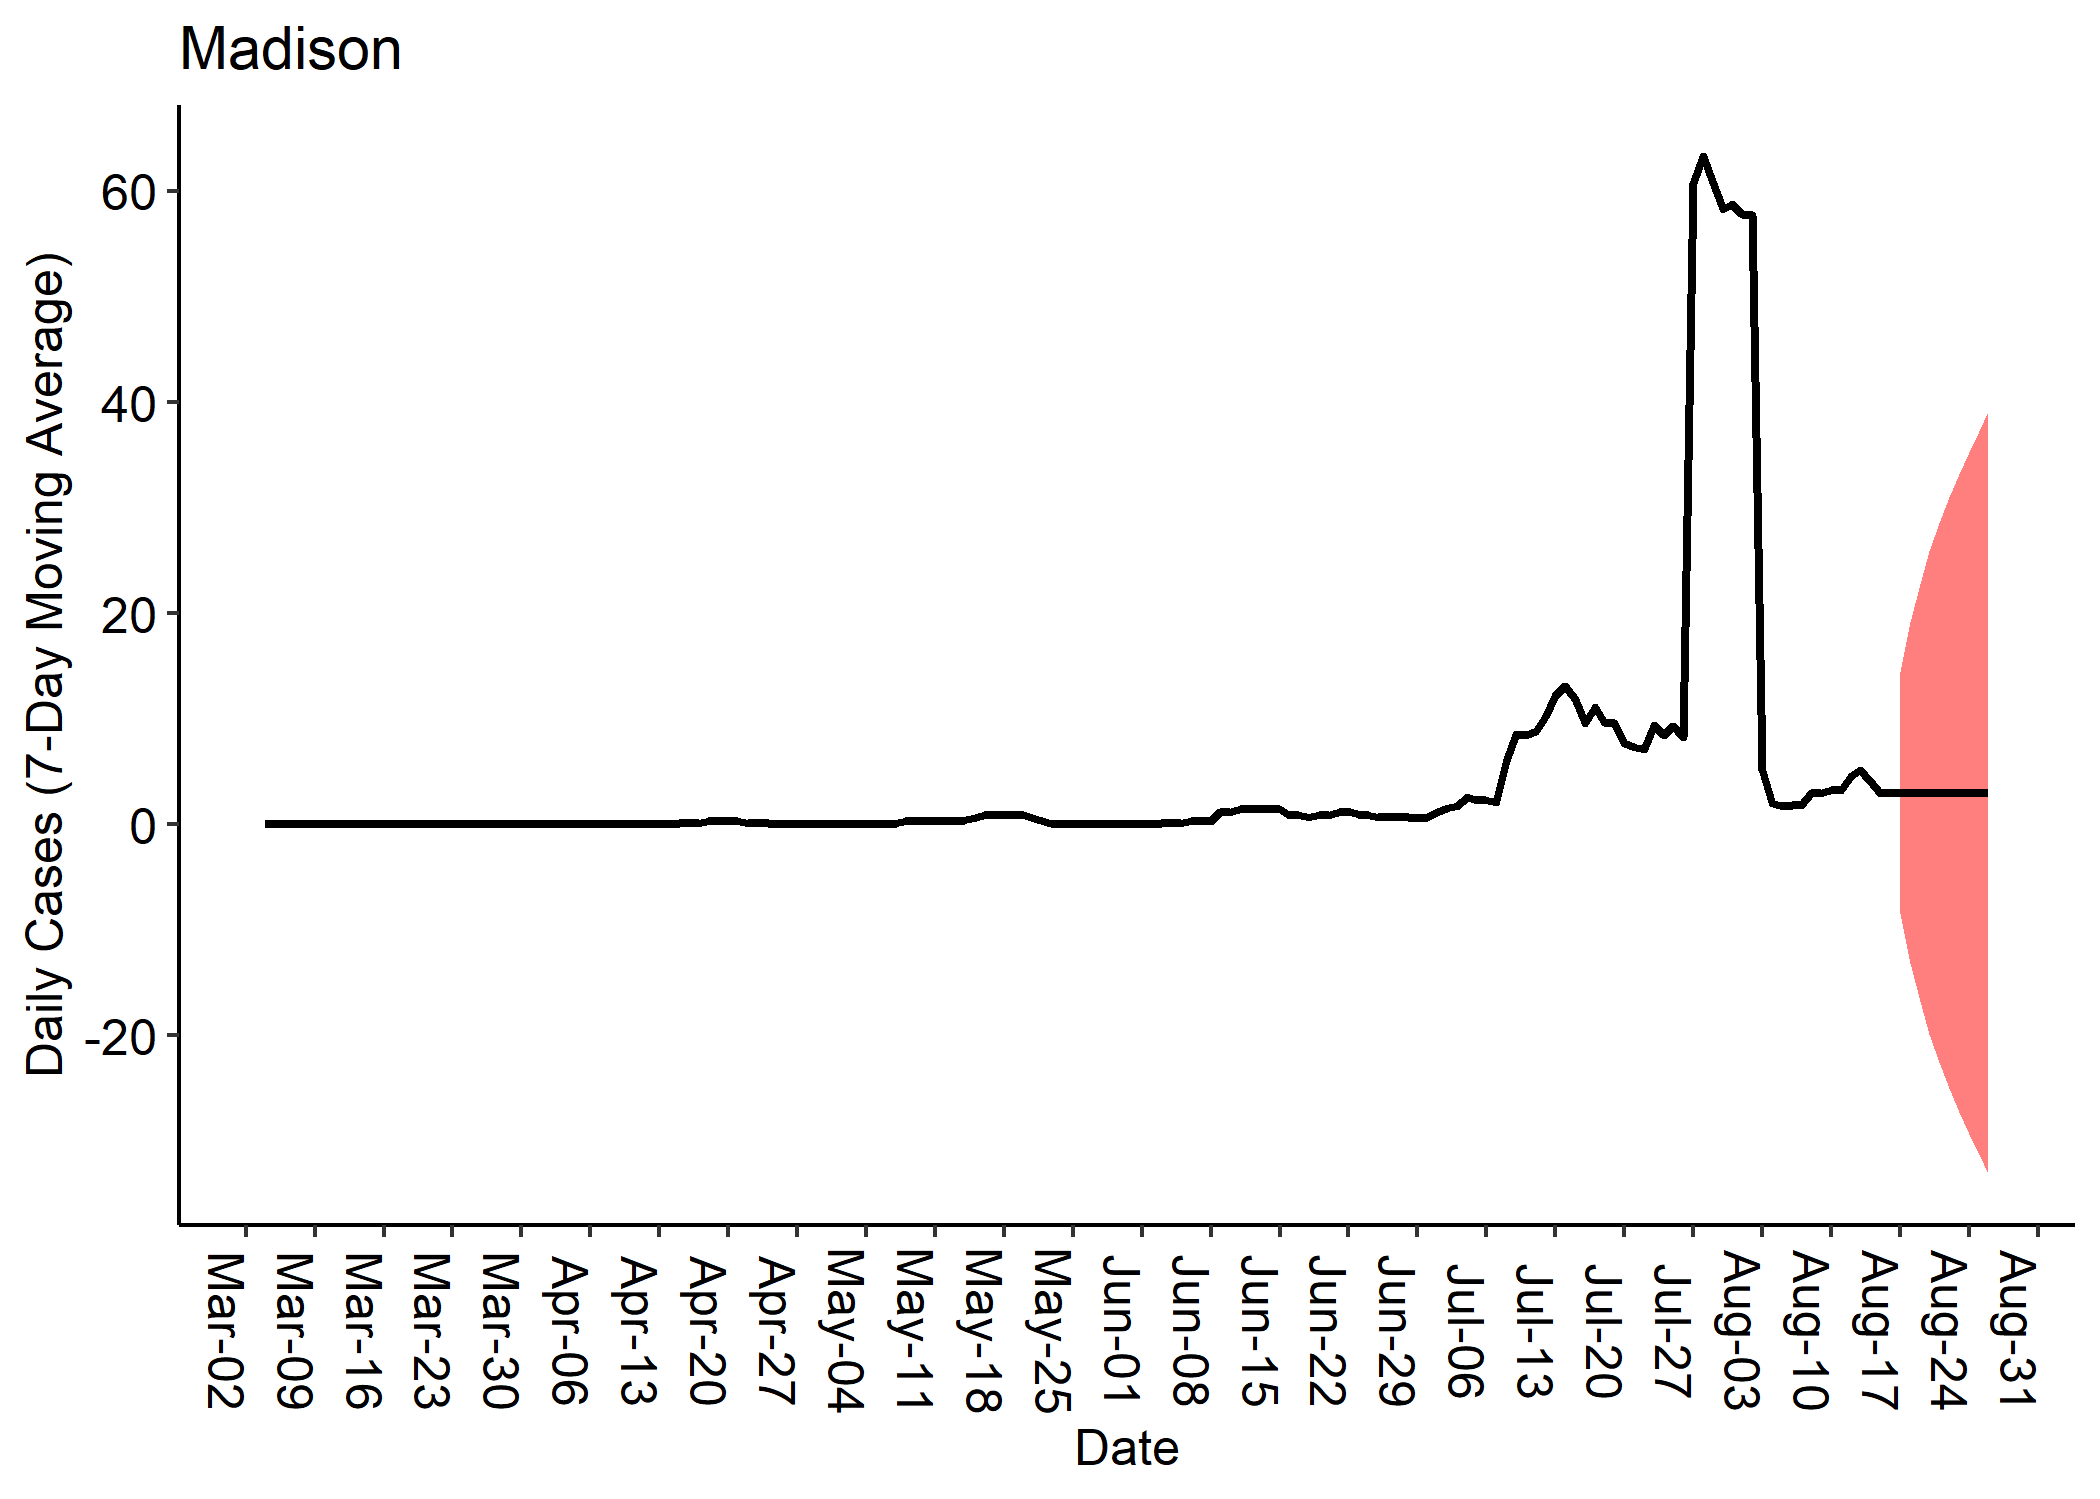 Madison
Daily Cases (7-Day Moving Average)
60
40
20
0
-20
Mar-02
Mar-09
Mar-16
Mar-23
Mar-30
Apr-06
Apr-13
Apr-20
Apr-27
May-04
May-11
May-18
May-25
Jun-01
Jun-08
Jun-15
Jun-22
Jun-29
Jul-06
Jul-13
Jul-20
Jul-27
Aug-03
Aug-10
Aug-17
Aug-24
Aug-31
Date